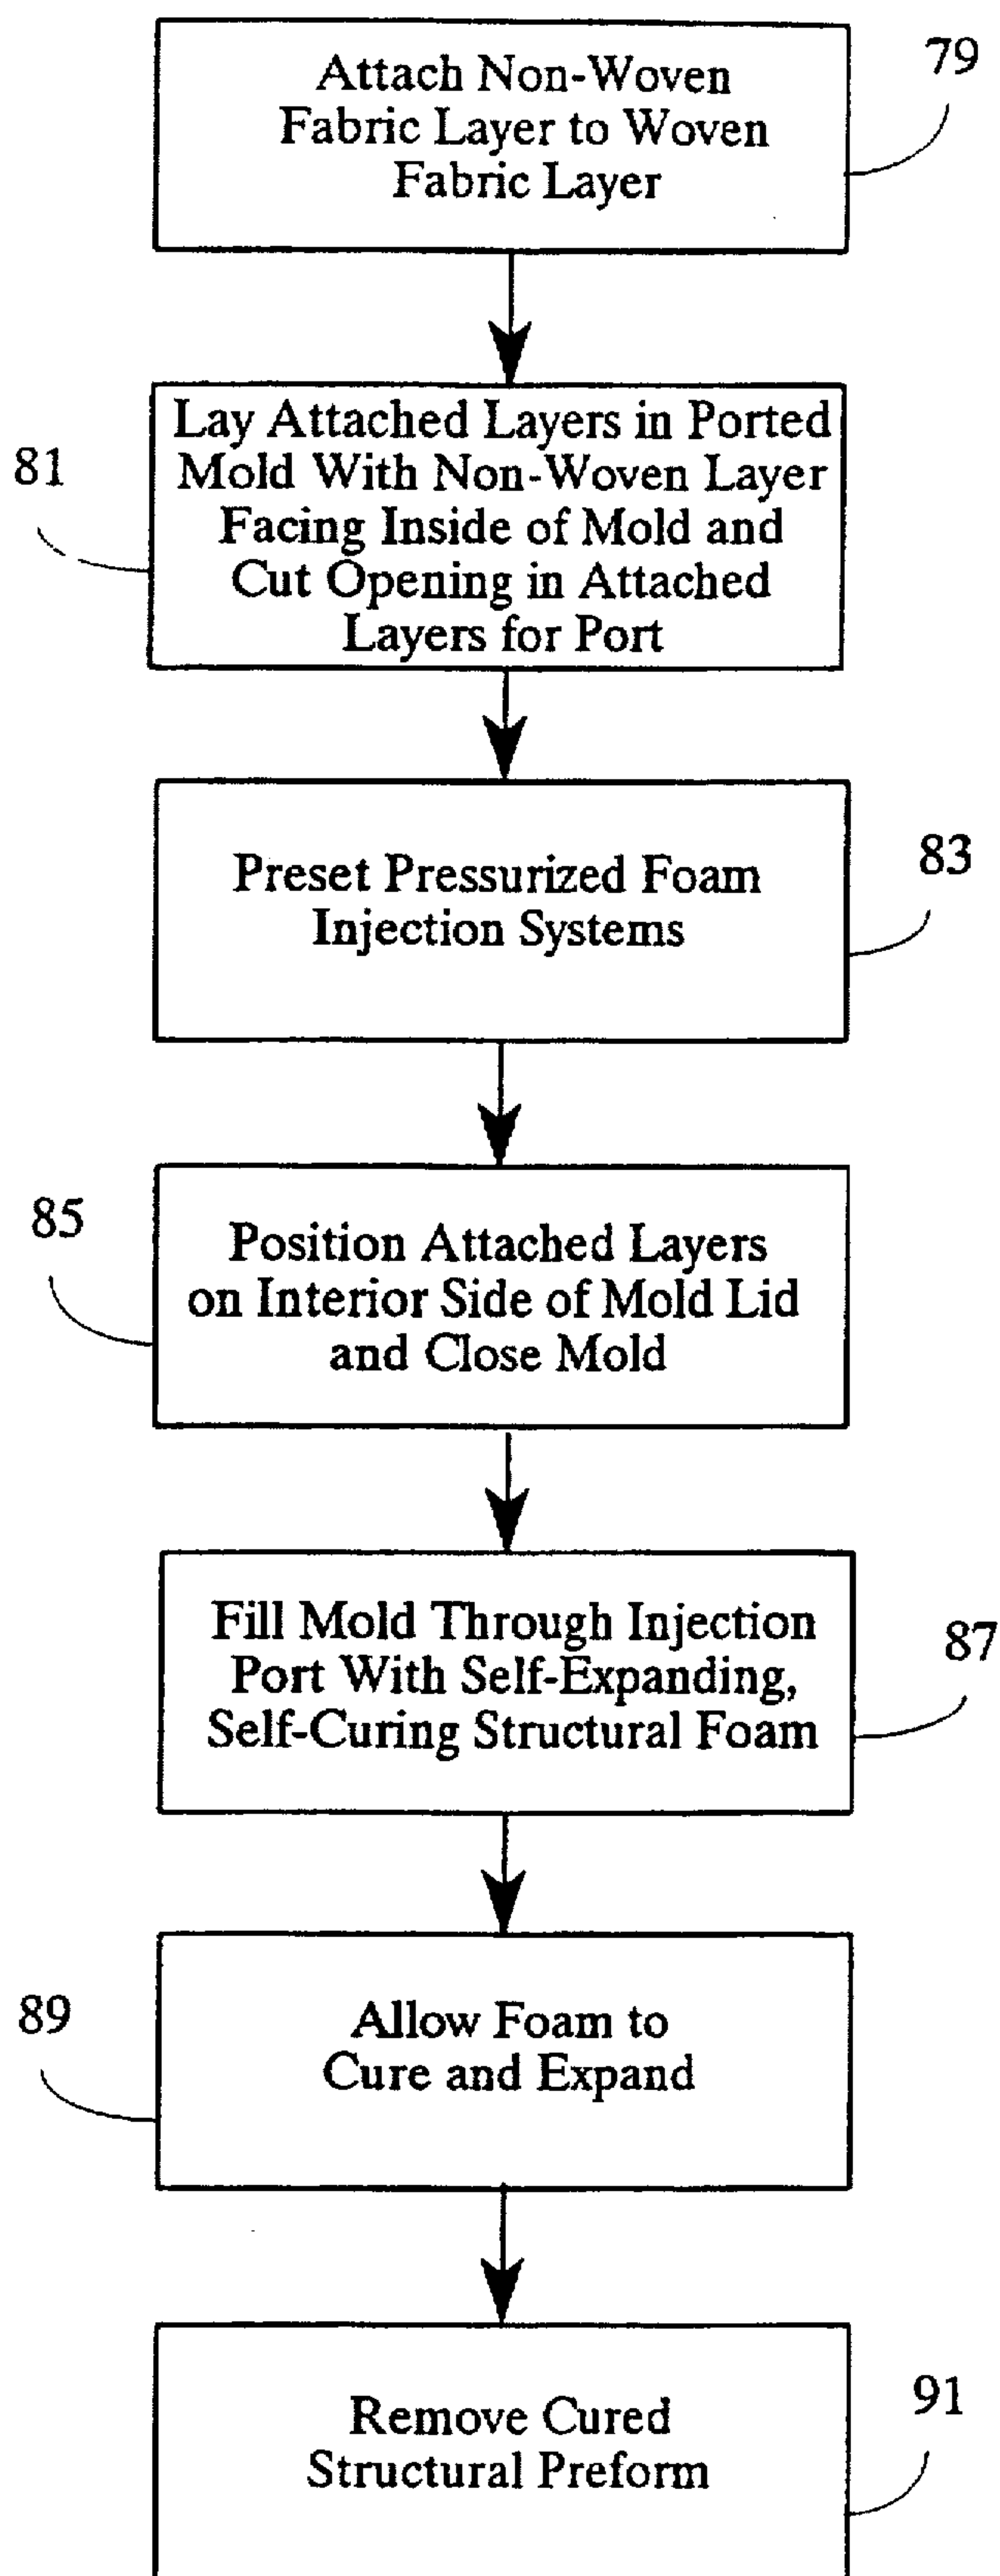 Attach Non-Woven
Fabric Layer to Woven
Fabric Layer
79
Lay Attached Layers in Ported
Mold With Non-Woven Layer
Facing Inside of Mold and
Cut Opening in Attached
Layers for Port
81
Preset Pressurized Foam
Injection Systems
83
Position Attached Layers
on Interior Side of Mold Lid
and Close Mold
85
Fill Mold Through Injection
Port With Self-Expanding,
Self-Curing Structural Foam
87
Allow Foam to
Cure and Expand
89
Remove Cured
Structural Preform
91